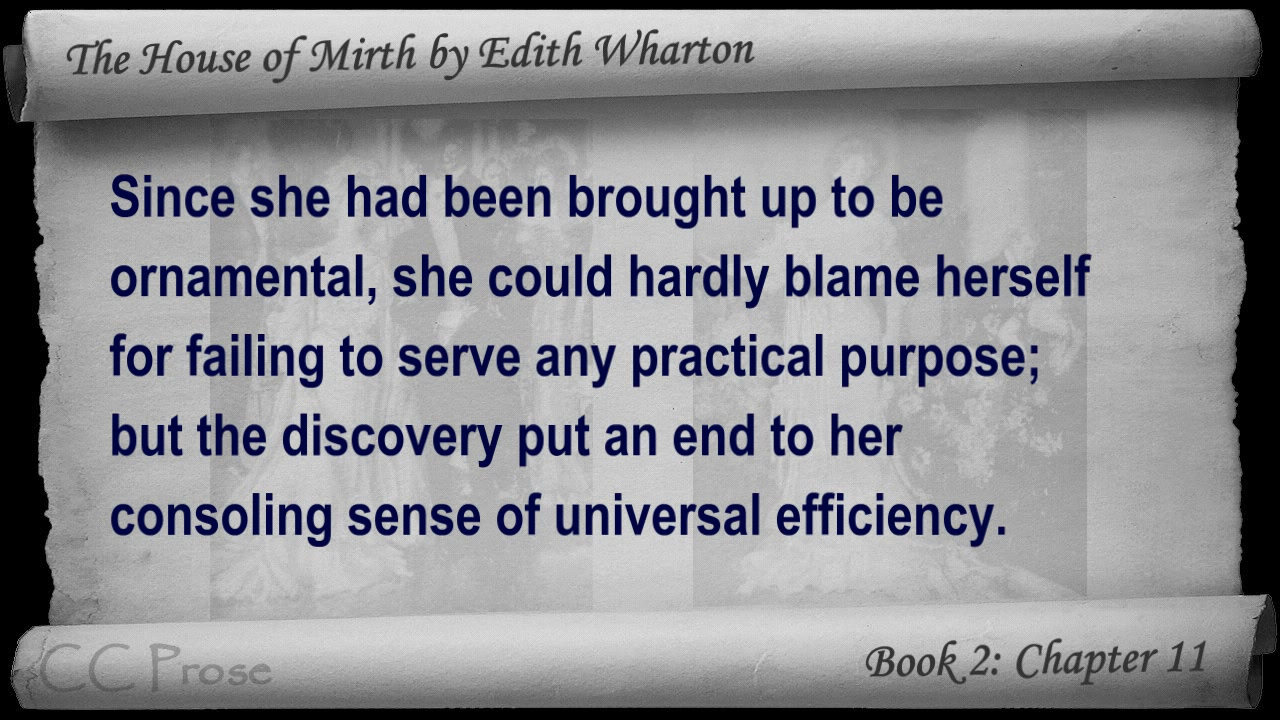 The House of Mirth by Edith Wharton
Since she had been brought up to be
ornamental, she could hardly blame herself
for failing to serve any practical purpose;
but the discovery put an end to her
consoling sense of universal efficiency.
CC Prose
Book 2: Chapter 11